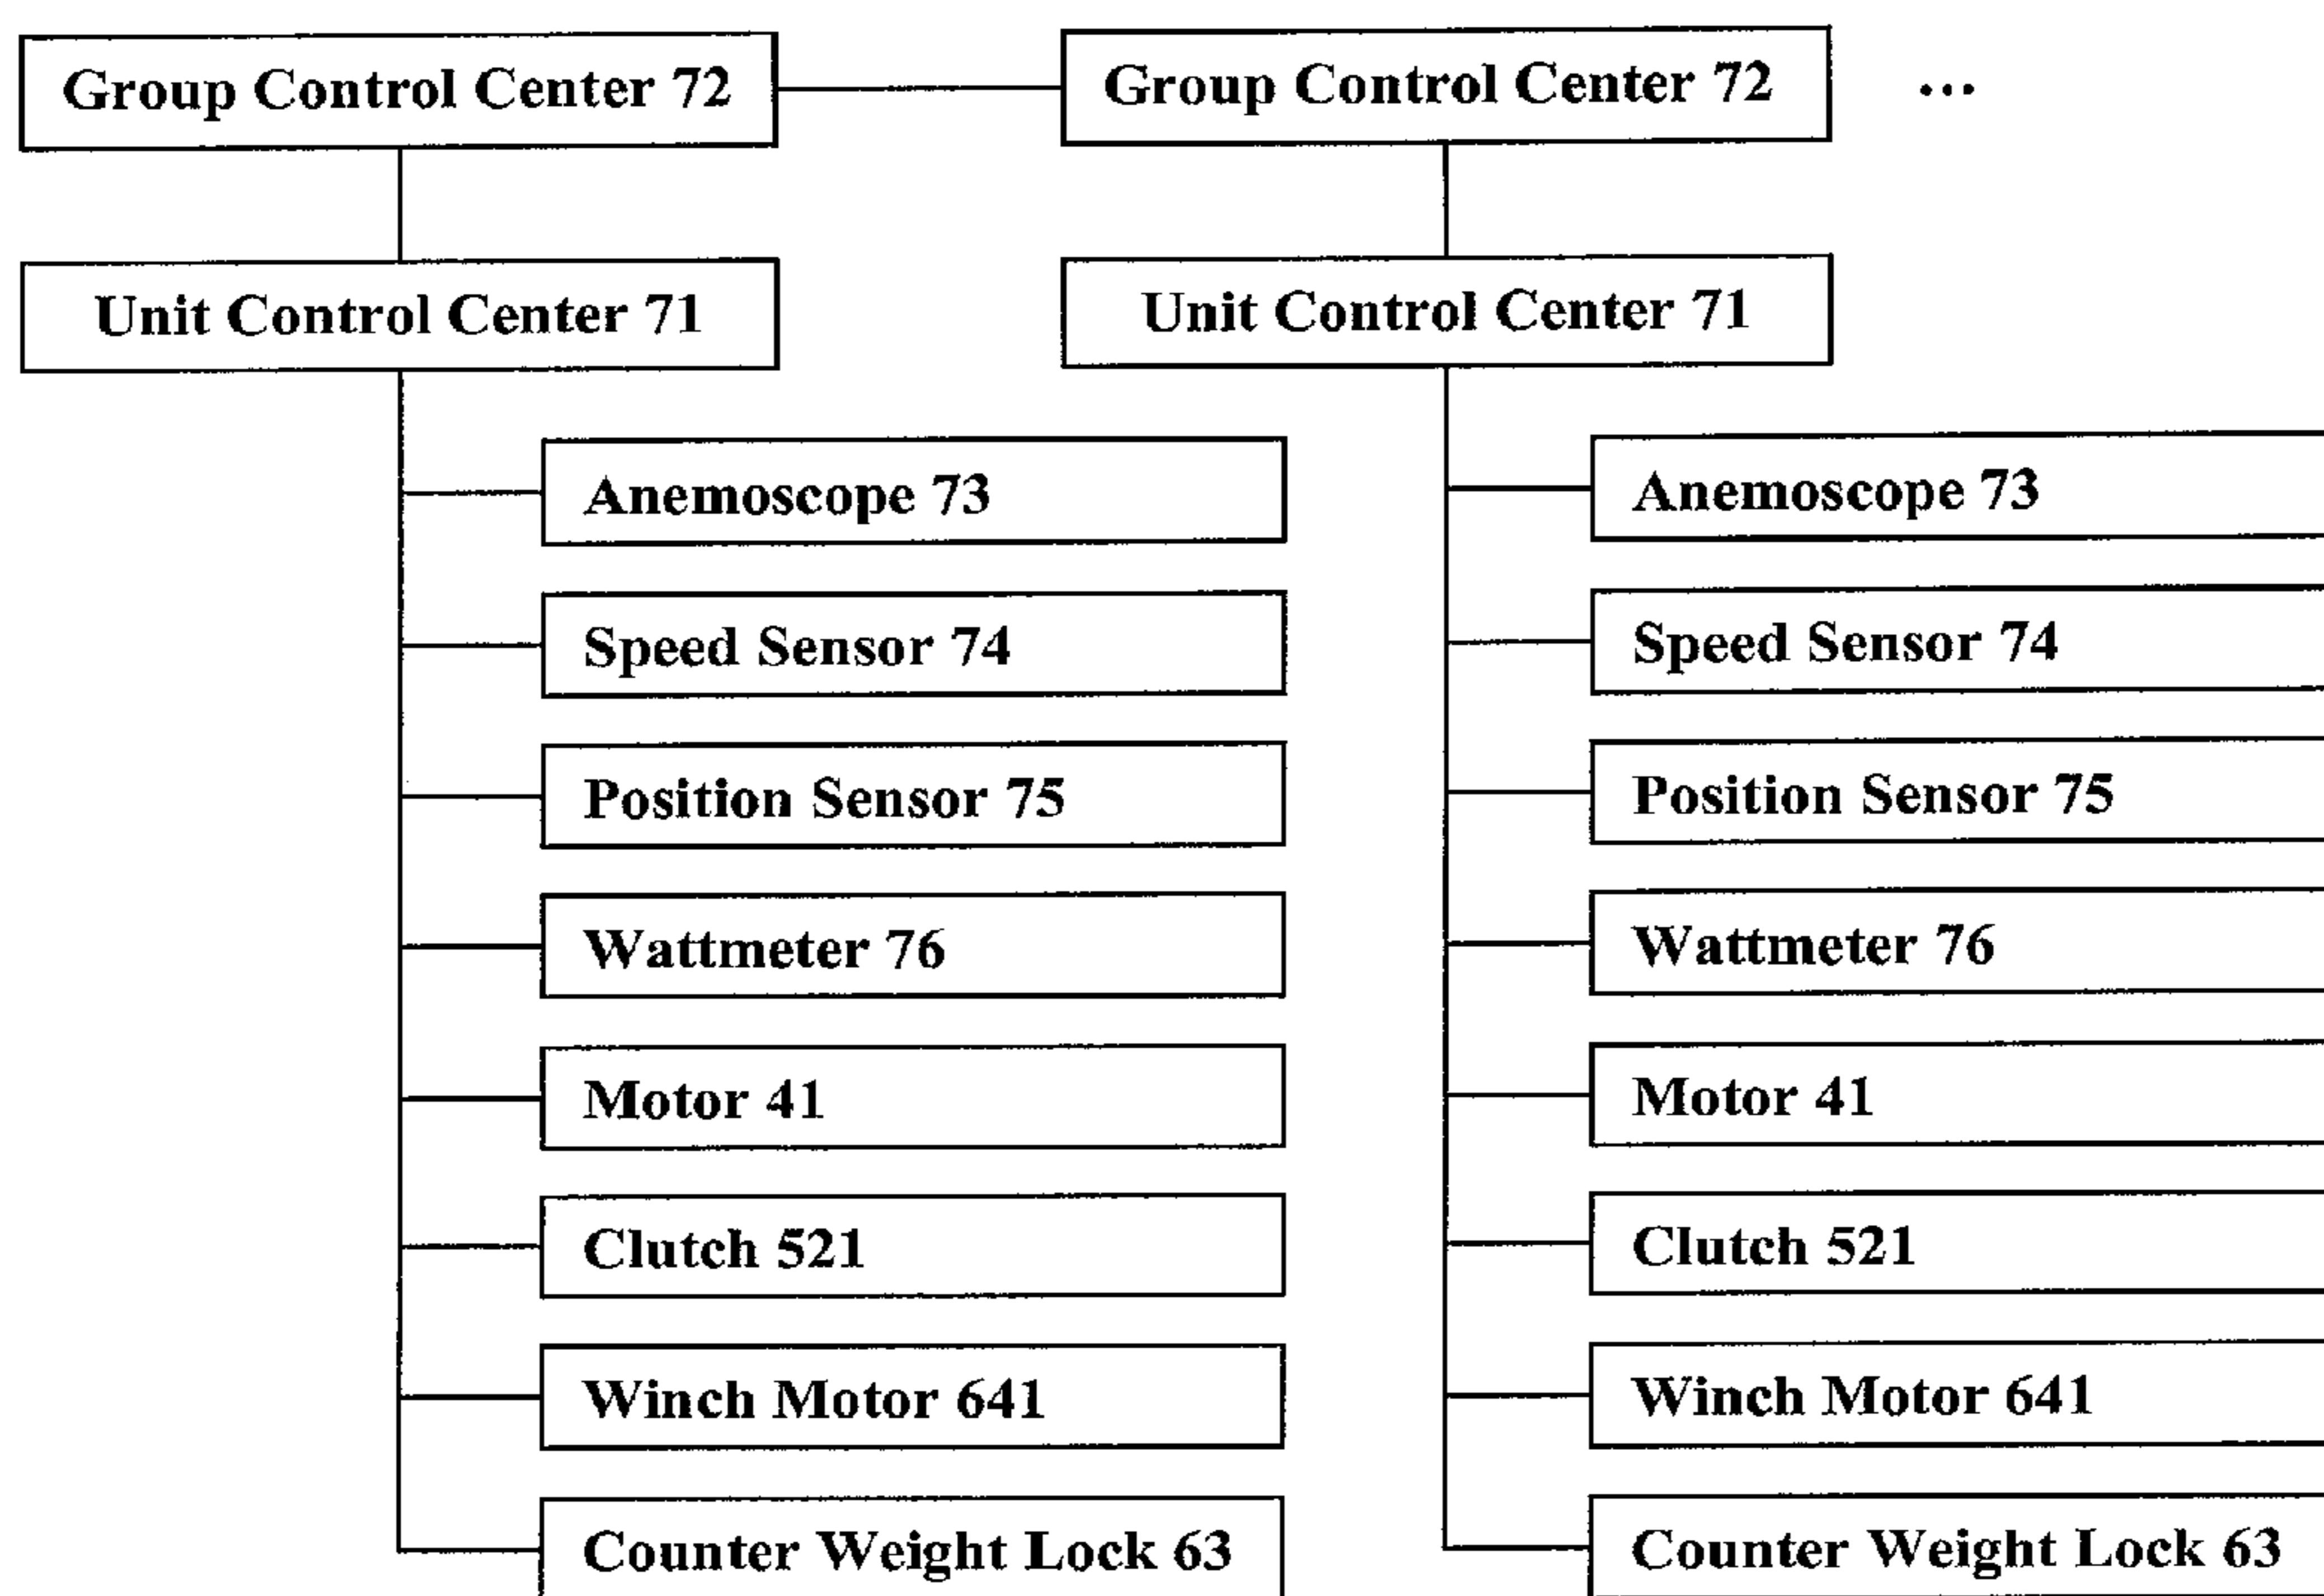 Group Control Center 72
Group Control Center 72
...
Unit Control Center 71
Unit Control Center 71
Anemoscope 73
Anemoscope 73
Speed Sensor 74
Speed Sensor 74
Position Sensor 75
Position Sensor 75
Wattmeter 76
Wattmeter 76
Motor 41
Motor 41
Clutch 521
Clutch 521
Winch Motor 641
Winch Motor 641
Counter Weight Lock 63
Counter Weight Lock 63